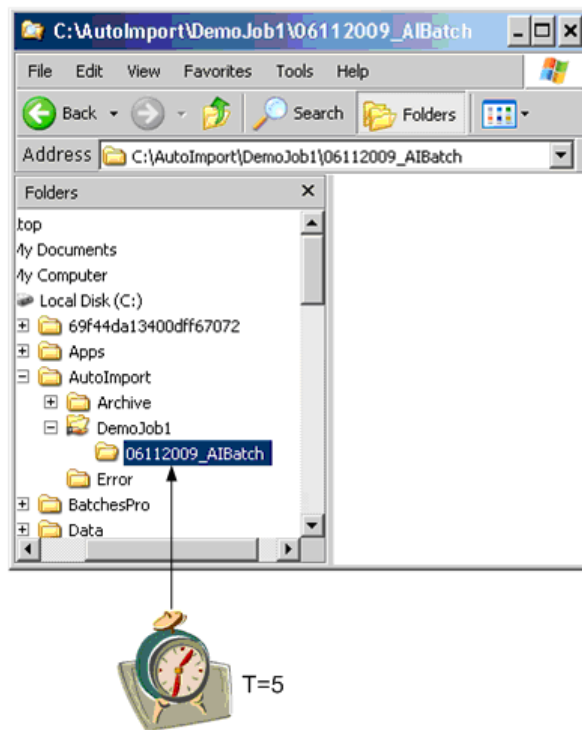 C:\AutoImport\DemoJob1\06112009_AIBatch
File Edit View Favorites Tools Help
Back Search Folders
Address C:\AutoImport\DemoJob1\06112009_AIBatch
Folders
top
My Documents
My Computer
Local Disk (C:)
69f44da13400dff67072
Apps
AutoImport
Archive
DemoJob1
06112009_AIBatch
Error
BatchesPro
Data
T=5